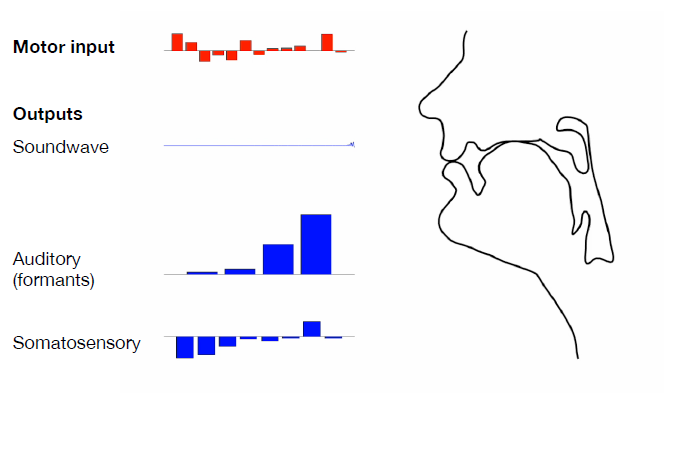 Motor input
Outputs
Soundwave
Auditory
(formants)
Somatosensory